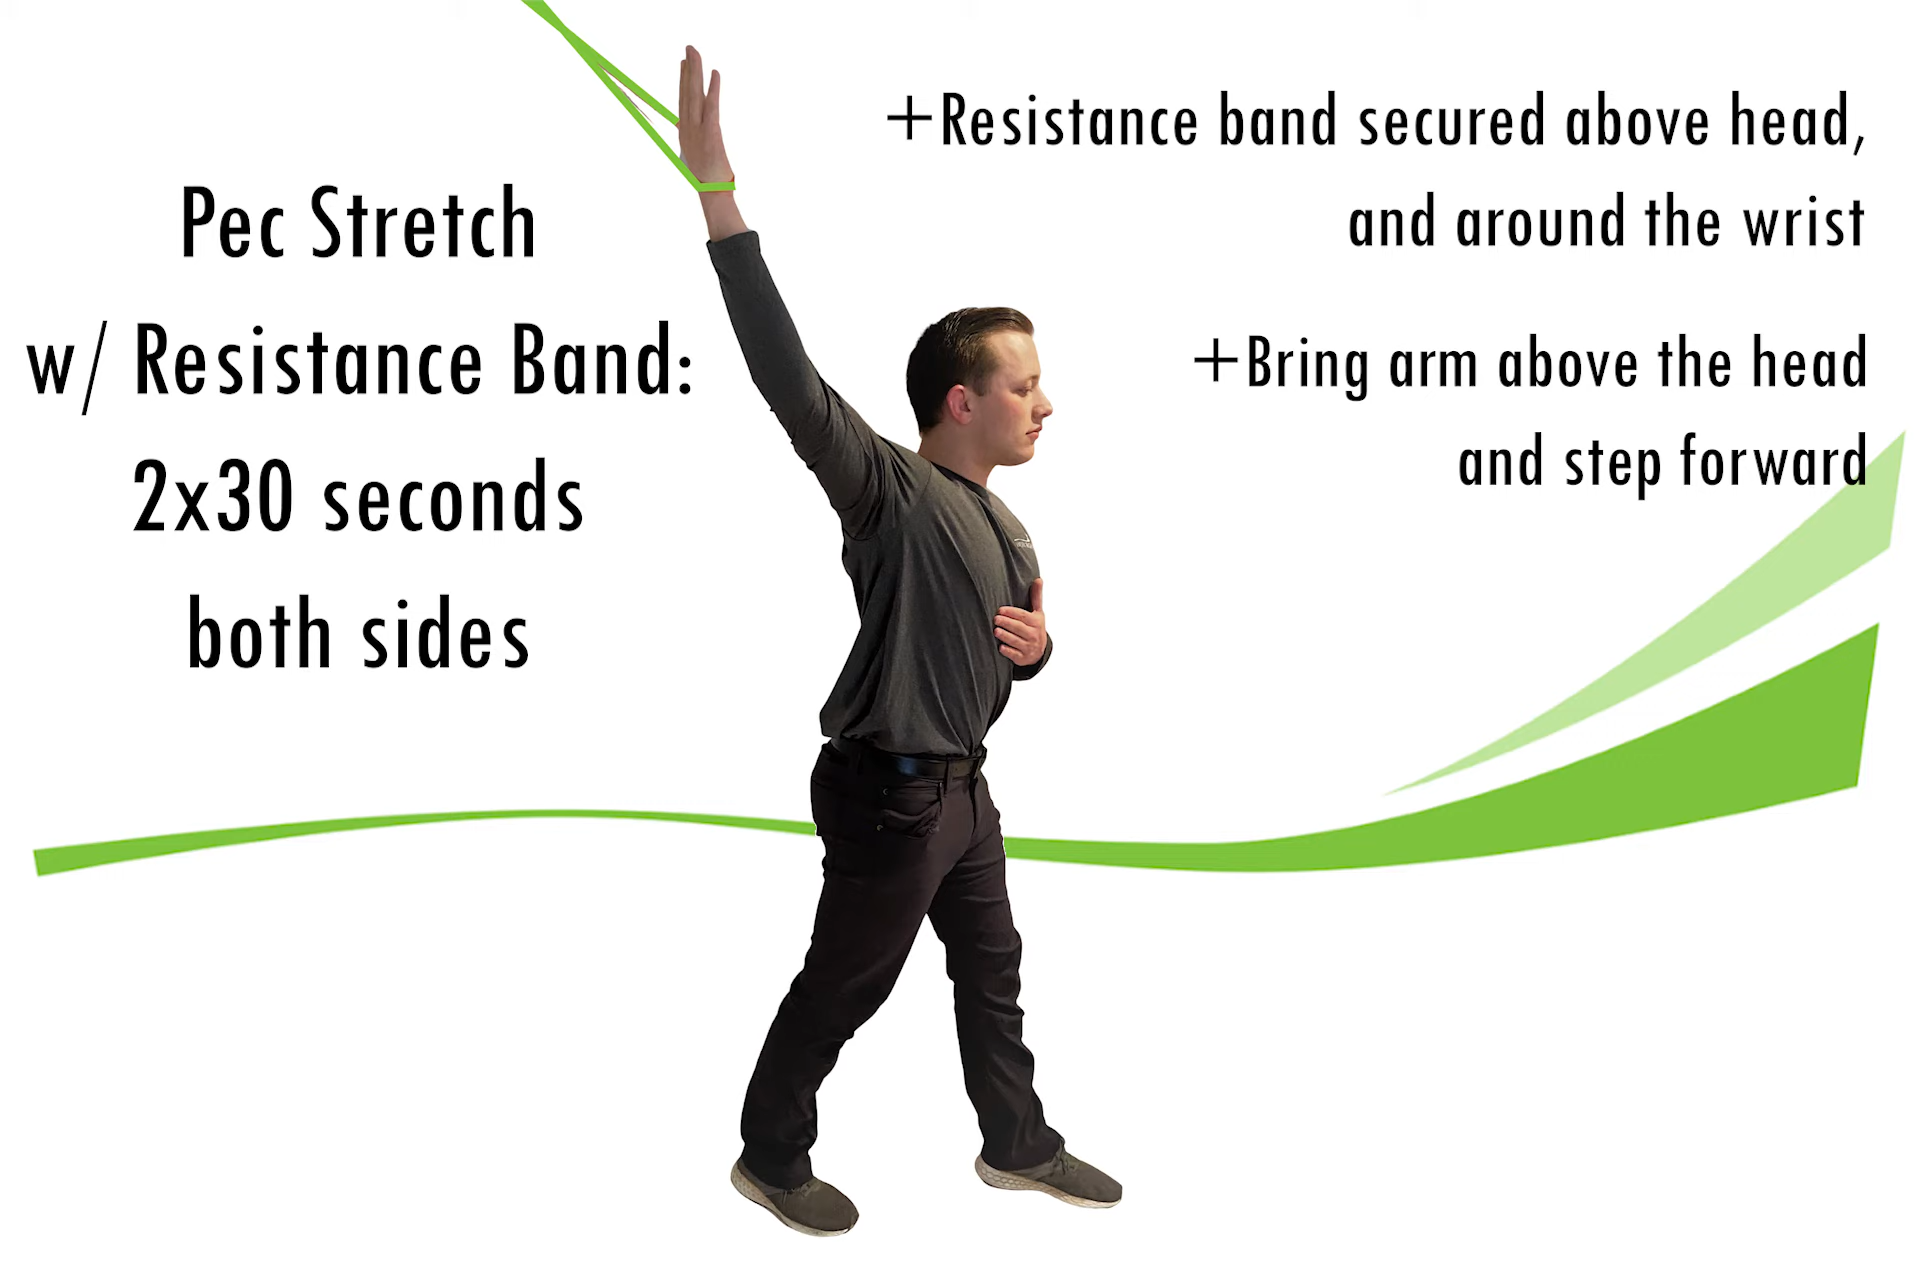 Pec Stretch
w/ Resistance Band:
2x30 seconds
both sides
+Resistance band secured above head,
and around the wrist
+Bring arm above the head
and step forward